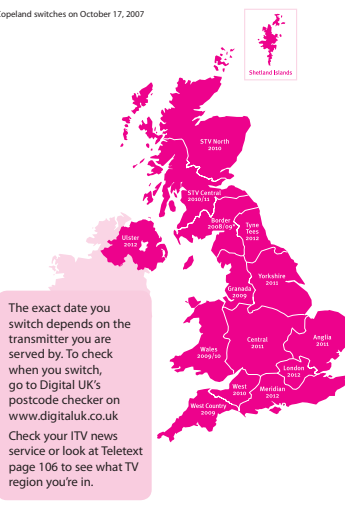 Copeland switches on October 17, 2007
Shetland Islands
STV North
2010
STV Central
2010/11
Border
2008/09*
Tyne
Tees
2012
Ulster
2012
Yorkshire
2011
Granada
2009
Anglia
2011
Central
2011
Wales
2009/10
London
2012
West
2010
Meridian
2012
West Country
2009
The exact date you
switch depends on the
transmitter you are
served by. To check
when you switch,
go to Digital UK's
postcode checker on
www.digitaluk.co.uk
Check your ITV news
service or look at Teletext
page 106 to see what TV
region you're in.